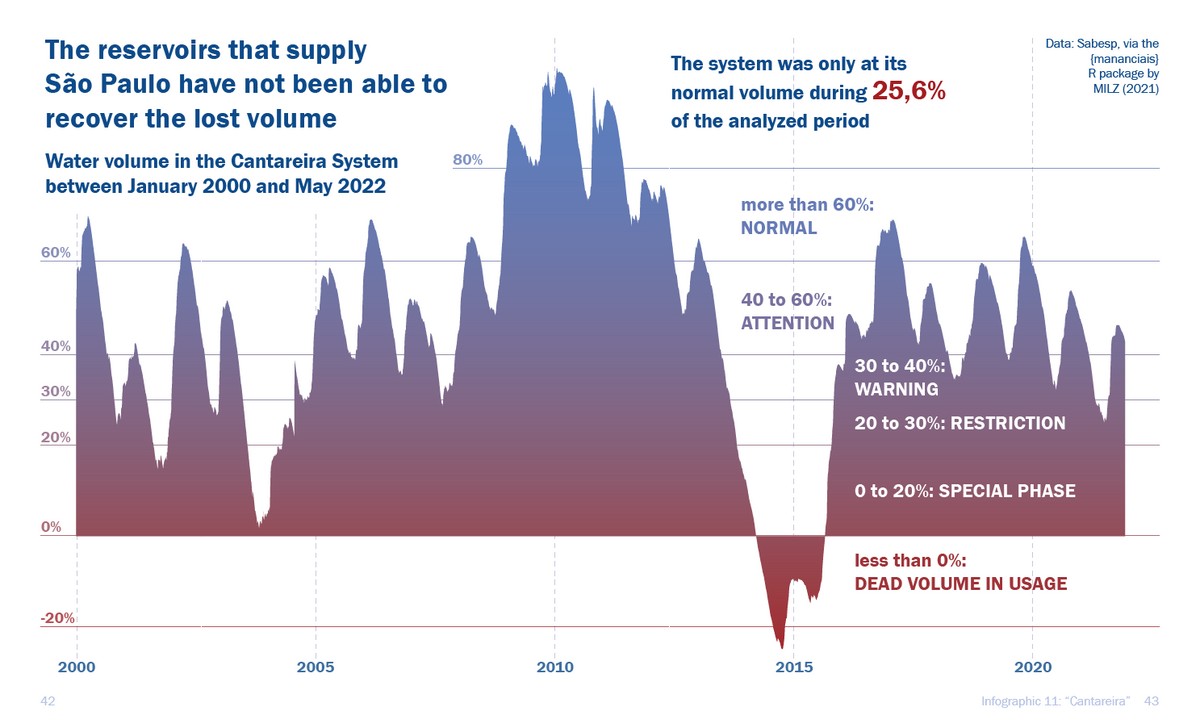 The reservoirs that supply
São Paulo have not been able to
recover the lost volume
Water volume in the Cantareira System
between January 2000 and May 2022
The system was only at its
normal volume during 25,6%
of the analyzed period
Data: Sabesp, via the
{mananciais}
R package by
MILZ (2021)
80%
60%
40%
30%
20%
0%
-20%
more than 60%:
NORMAL
40 to 60%:
ATTENTION
30 to 40%:
WARNING
20 to 30%: RESTRICTION
0 to 20%: SPECIAL PHASE
less than 0%:
DEAD VOLUME IN USAGE
2000 2005 2010 2015 2020
42
Infographic 11: “Cantareira” 43